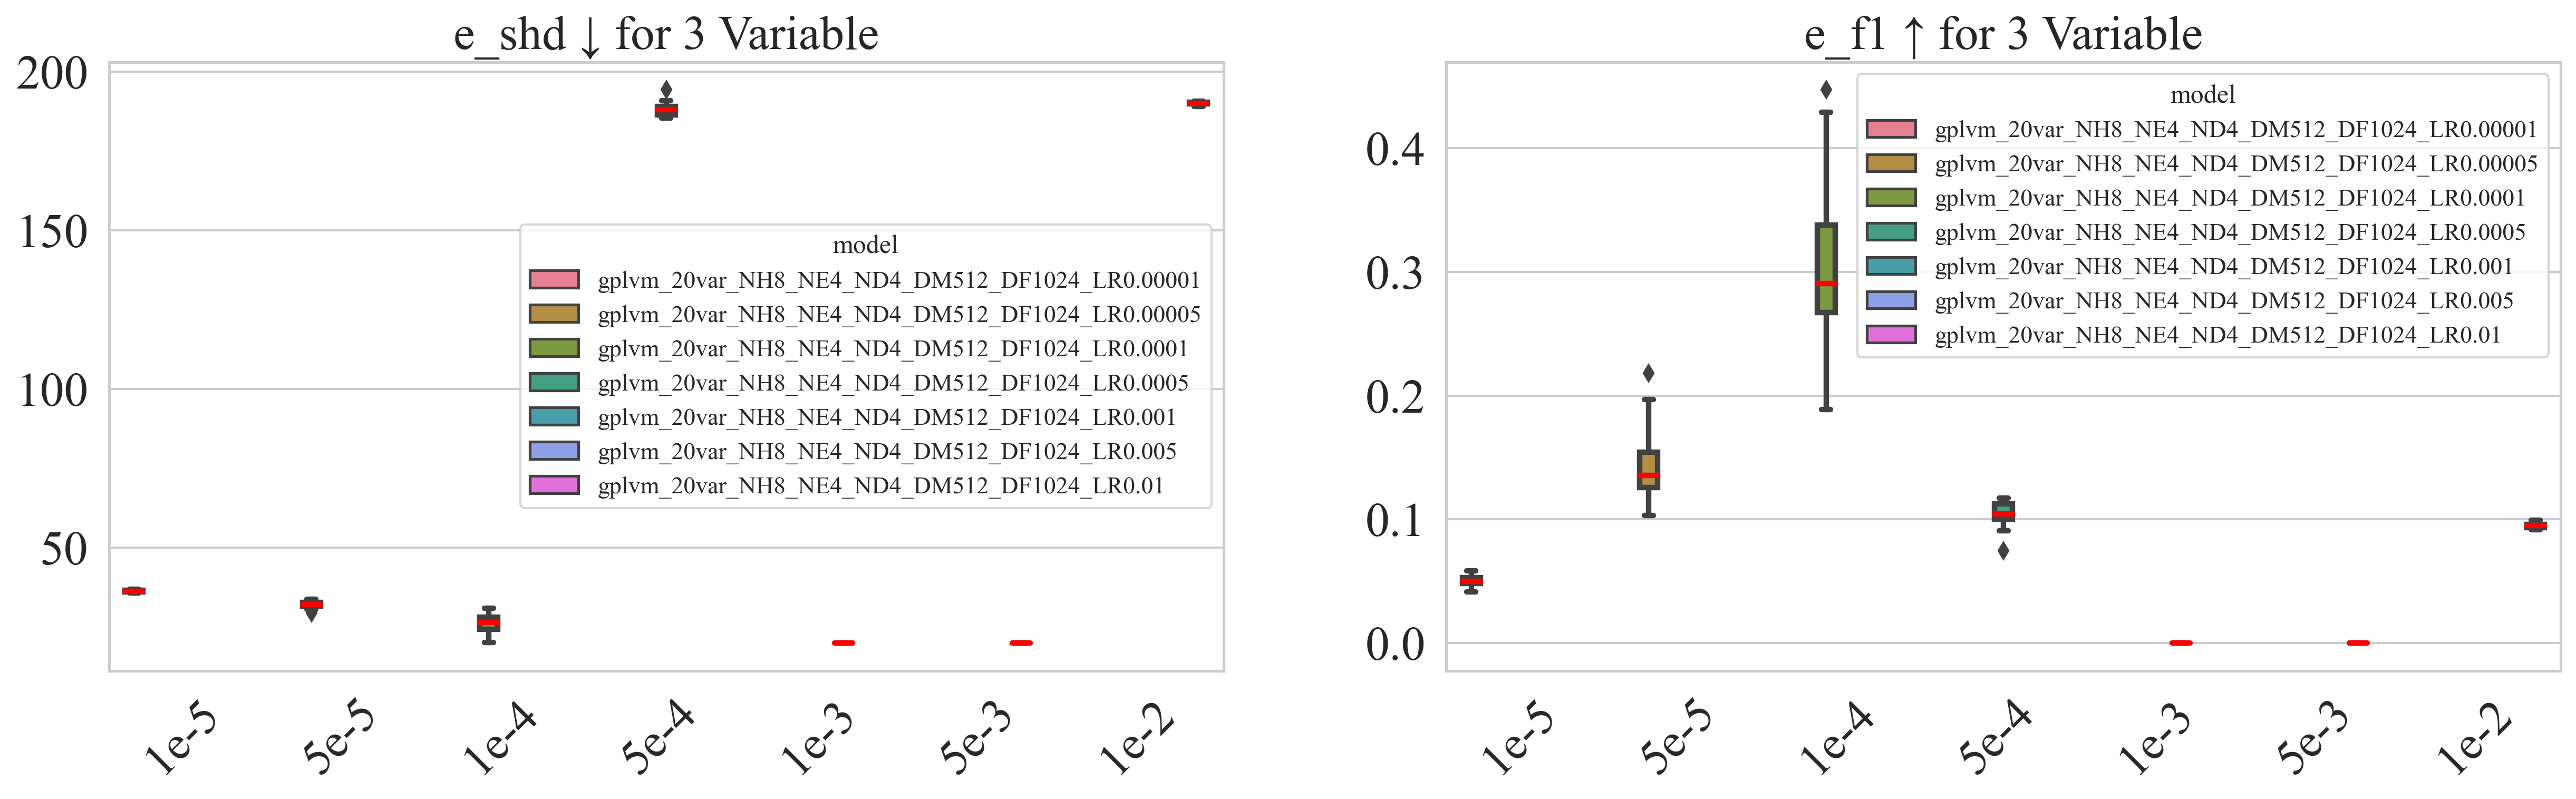 e_shd ↓ for 3 Variable
200
150
100
50
model
gplvm_20var_NH8_NE4_ND4_DM512_DF1024_LR0.00001
gplvm_20var_NH8_NE4_ND4_DM512_DF1024_LR0.00005
gplvm_20var_NH8_NE4_ND4_DM512_DF1024_LR0.0001
gplvm_20var_NH8_NE4_ND4_DM512_DF1024_LR0.0005
gplvm_20var_NH8_NE4_ND4_DM512_DF1024_LR0.001
gplvm_20var_NH8_NE4_ND4_DM512_DF1024_LR0.005
gplvm_20var_NH8_NE4_ND4_DM512_DF1024_LR0.01
1e-5
5e-5
1e-4
5e-4
1e-3
5e-3
1e-2
e_f1 ↑ for 3 Variable
0.4
0.3
0.2
0.1
0.0
model
gplvm_20var_NH8_NE4_ND4_DM512_DF1024_LR0.00001
gplvm_20var_NH8_NE4_ND4_DM512_DF1024_LR0.00005
gplvm_20var_NH8_NE4_ND4_DM512_DF1024_LR0.0001
gplvm_20var_NH8_NE4_ND4_DM512_DF1024_LR0.0005
gplvm_20var_NH8_NE4_ND4_DM512_DF1024_LR0.001
gplvm_20var_NH8_NE4_ND4_DM512_DF1024_LR0.005
gplvm_20var_NH8_NE4_ND4_DM512_DF1024_LR0.01
1e-5
5e-5
1e-4
5e-4
1e-3
5e-3
1e-2